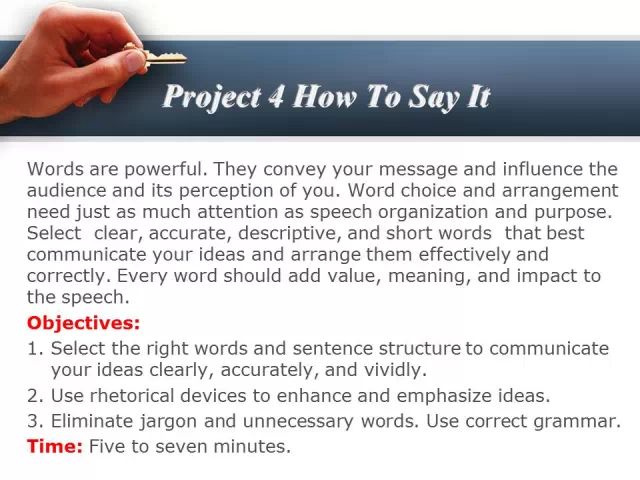 Project 4 How To Say It
Words are powerful. They convey your message and influence the
audience and its perception of you. Word choice and arrangement
need just as much attention as speech organization and purpose.
Select  clear, accurate, descriptive, and short words  that best
communicate your ideas and arrange them effectively and
correctly. Every word should add value, meaning, and impact to
the speech.
Objectives:
1. Select the right words and sentence structure to communicate
your ideas clearly, accurately, and vividly.
2. Use rhetorical devices to enhance and emphasize ideas.
3. Eliminate jargon and unnecessary words. Use correct grammar.
Time: Five to seven minutes.